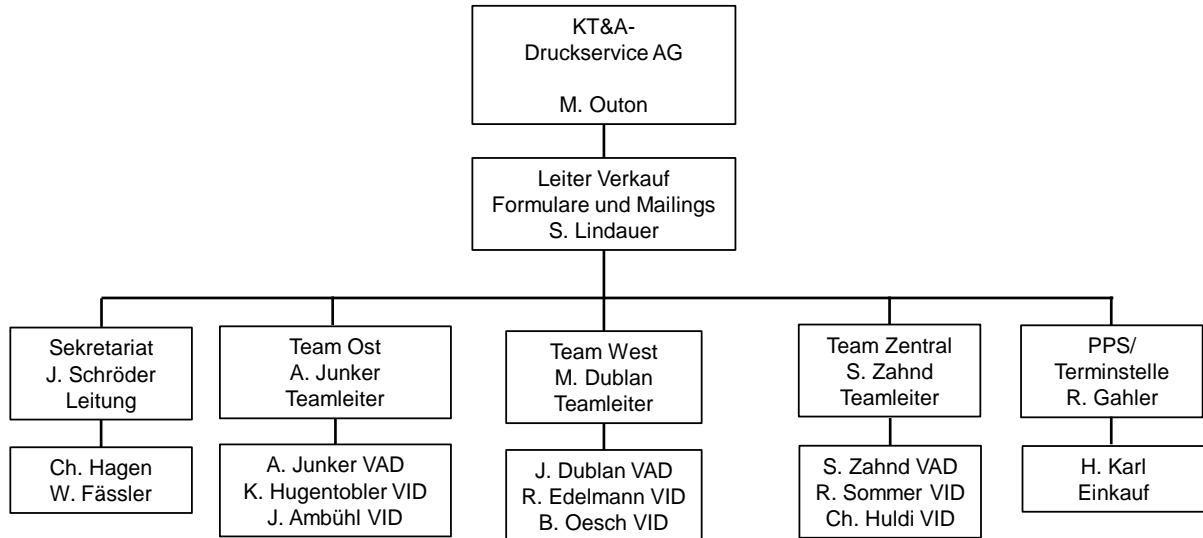 KT&A-
Druckservice AG
M. Outon
Leiter Verkauf
Formulare und Mailings
S. Lindauer
Sekretariat
J. Schröder
Leitung
Team Ost
A. Junker
Teamleiter
Team West
M. Dublan
Teamleiter
Team Zentral
S. Zahnd
Teamleiter
PPS/
Terminstelle
R. Gahler
Ch. Hagen
W. Fässler
A. Junker VAD
K. Hugentobler VID
J. Ambühl VID
J. Dublan VAD
R. Edelmann VID
B. Oesch VID
S. Zahnd VAD
R. Sommer VID
Ch. Huldi VID
H. Karl
Einkauf